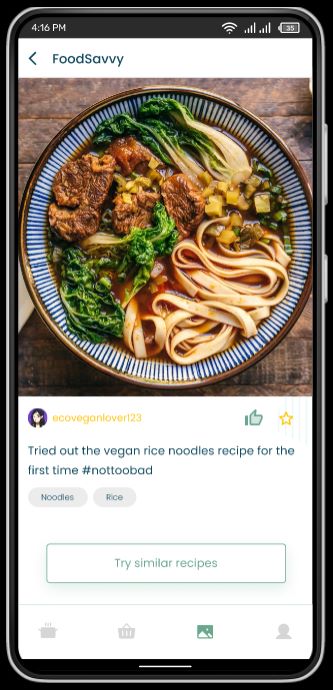 4:16 PM
35
FoodSavvy
ecoveganlover123
Tried out the vegan rice noodles recipe for the
first time #nottoobad
Noodles Rice
Try similar recipes